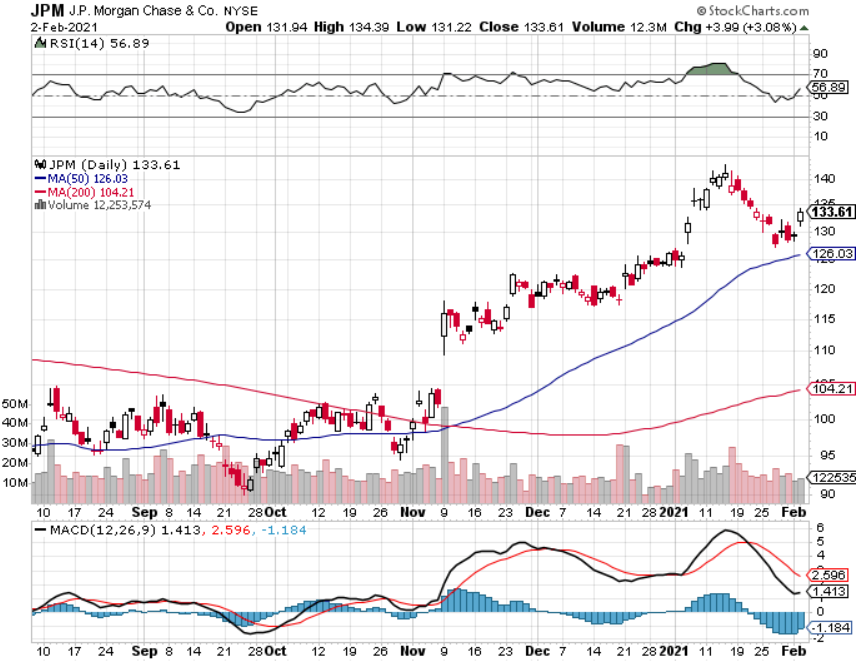 JPM J.P. Morgan Chase & Co. NYSE © StockCharts.com
2-Feb-2021 Open 131.94 High 134.39 Low 131.22 Close 133.61 Volume 12.3M Chg +3.99 (+3.08%)
RSI(14) 56.89
90
70
56.89
50
30
10
JPM (Daily) 133.61
MA(50) 126.03
MA(200) 104.21
Volume 12,253,574
140
135
133.61
130
126.03
125
120
115
110
105
104.21
50M 100
40M
30M 95
20M
10M 122535
90
10 17 24 Sep 8 14 21 28 Oct 12 19 26 Nov 9 16 23 Dec 7 14 21 28 2021 11 19 25 Feb
MACD(12,26,9) 1.413, 2.596, -1.184
6
5
4
2.596
1.413
0
-1.184
-2
10 17 24 Sep 8 14 21 28 Oct 12 19 26 Nov 9 16 23 Dec 7 14 21 28 2021 11 19 25 Feb